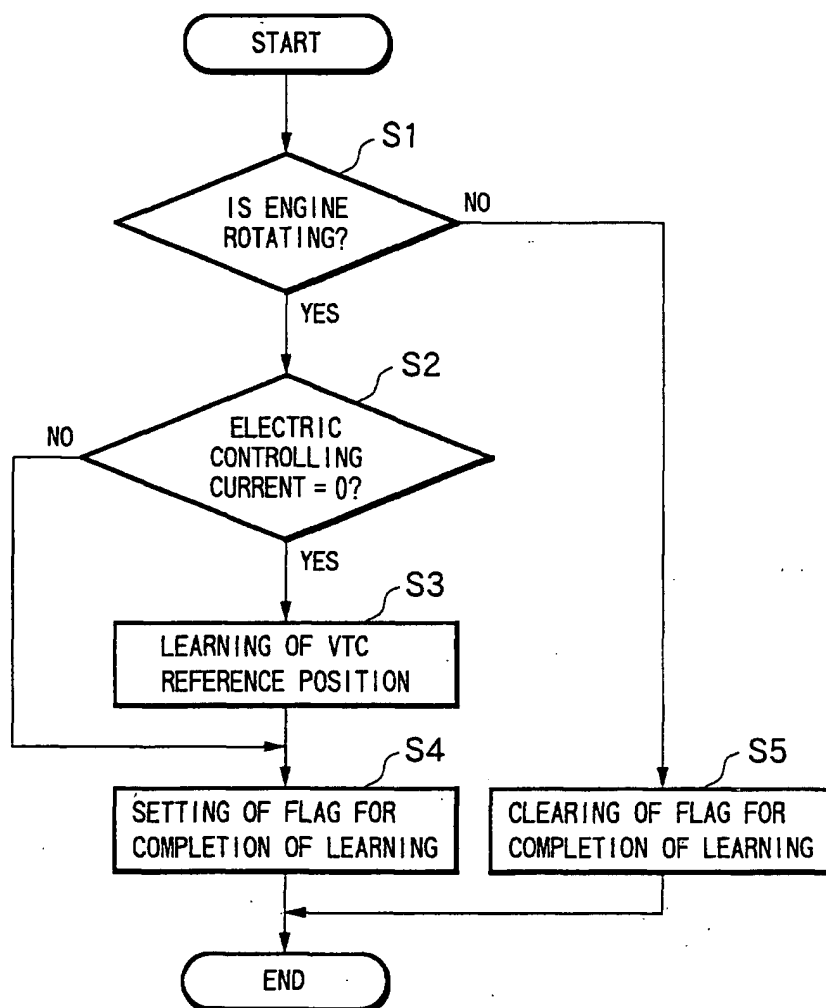 START
S1
IS ENGINE
ROTATING?
NO
YES
S2
NO
ELECTRIC
CONTROLLING
CURRENT = 0?
YES
S3
LEARNING OF VTC
REFERENCE POSITION
S4
SETTING OF FLAG FOR
COMPLETION OF LEARNING
S5
CLEARING OF FLAG FOR
COMPLETION OF LEARNING
END